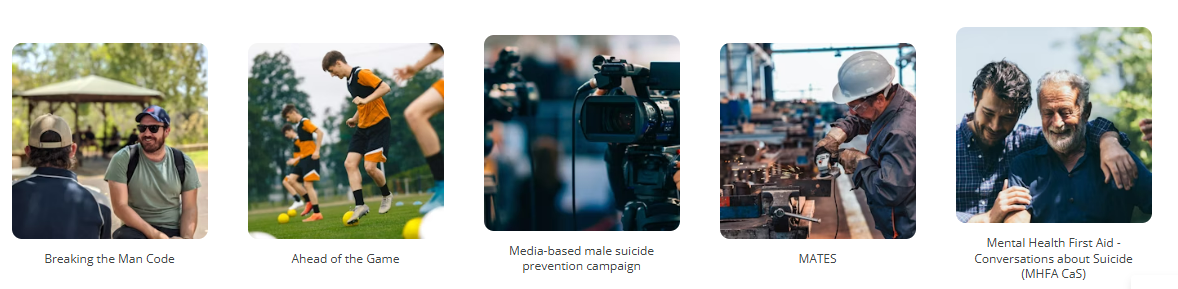 Breaking the Man Code
Ahead of the Game
Media-based male suicide
prevention campaign
MATES
Mental Health First Aid -
Conversations about Suicide
(MHFA CaS)